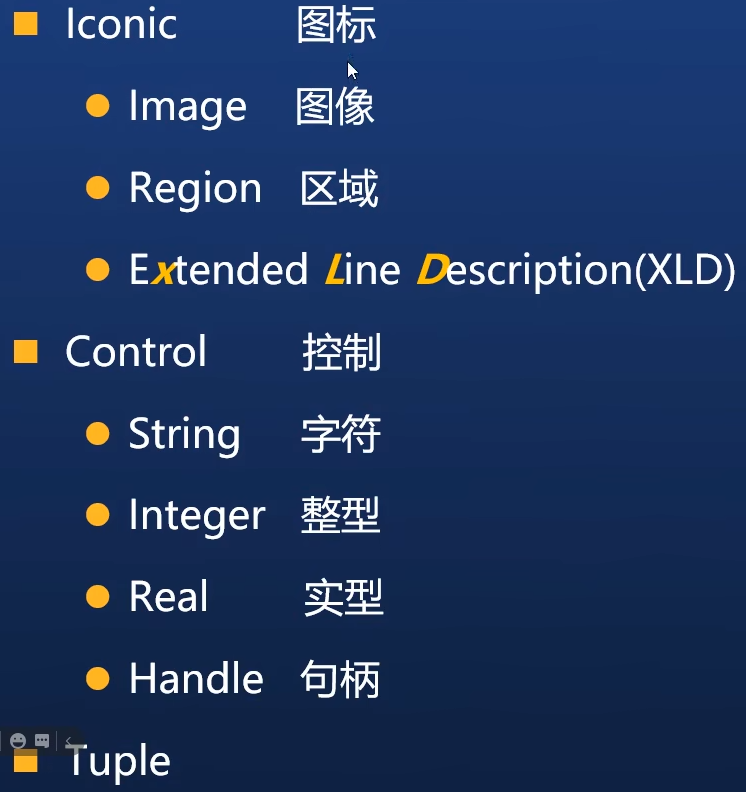 Iconic 图标
Image 图像
Region 区域
Extended Line Description(XLD)
Control 控制
String 字符
Integer 整型
Real 实型
Handle 句柄
Tuple